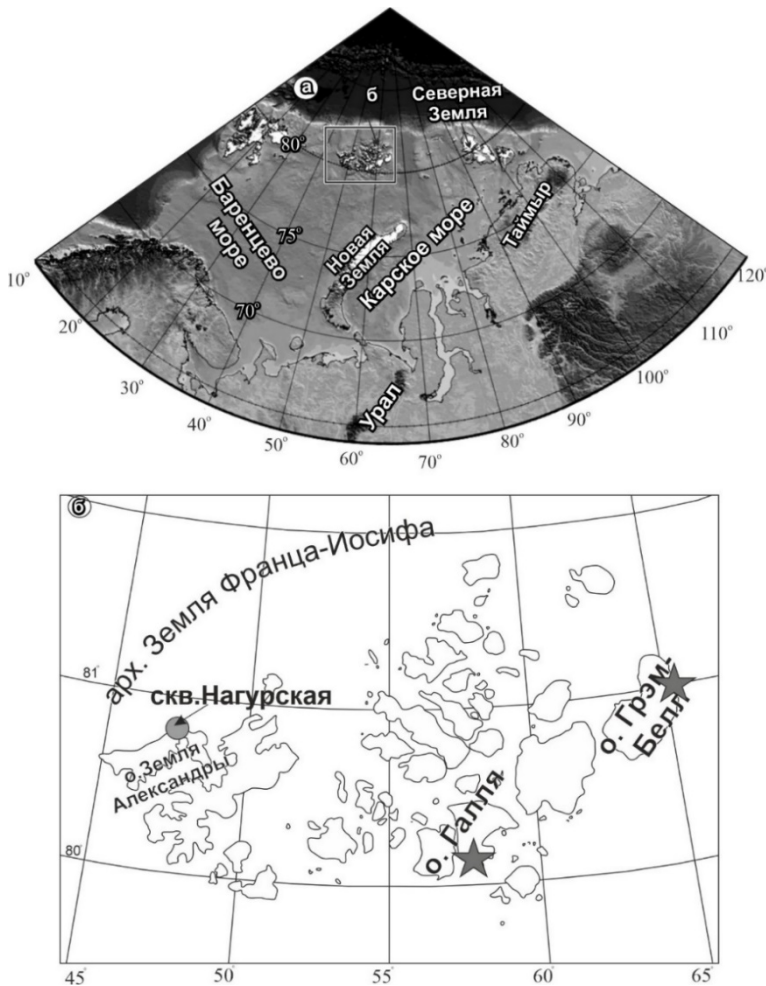 а
б
Северная
Земля
80°
Баренцево
море
75°
Новая
Земля
Карское море
Таймыр
70°
Урал
10°
20°
30°
40°
50°
60°
70°
80°
90°
100°
110°
120°
б
арх. Земля Франца-Иосифа
81°
скв.Нагурская
о.Земля
Александры
о. Грэм-
Белл
о. Галля
80°
45°
50°
55°
60°
65°